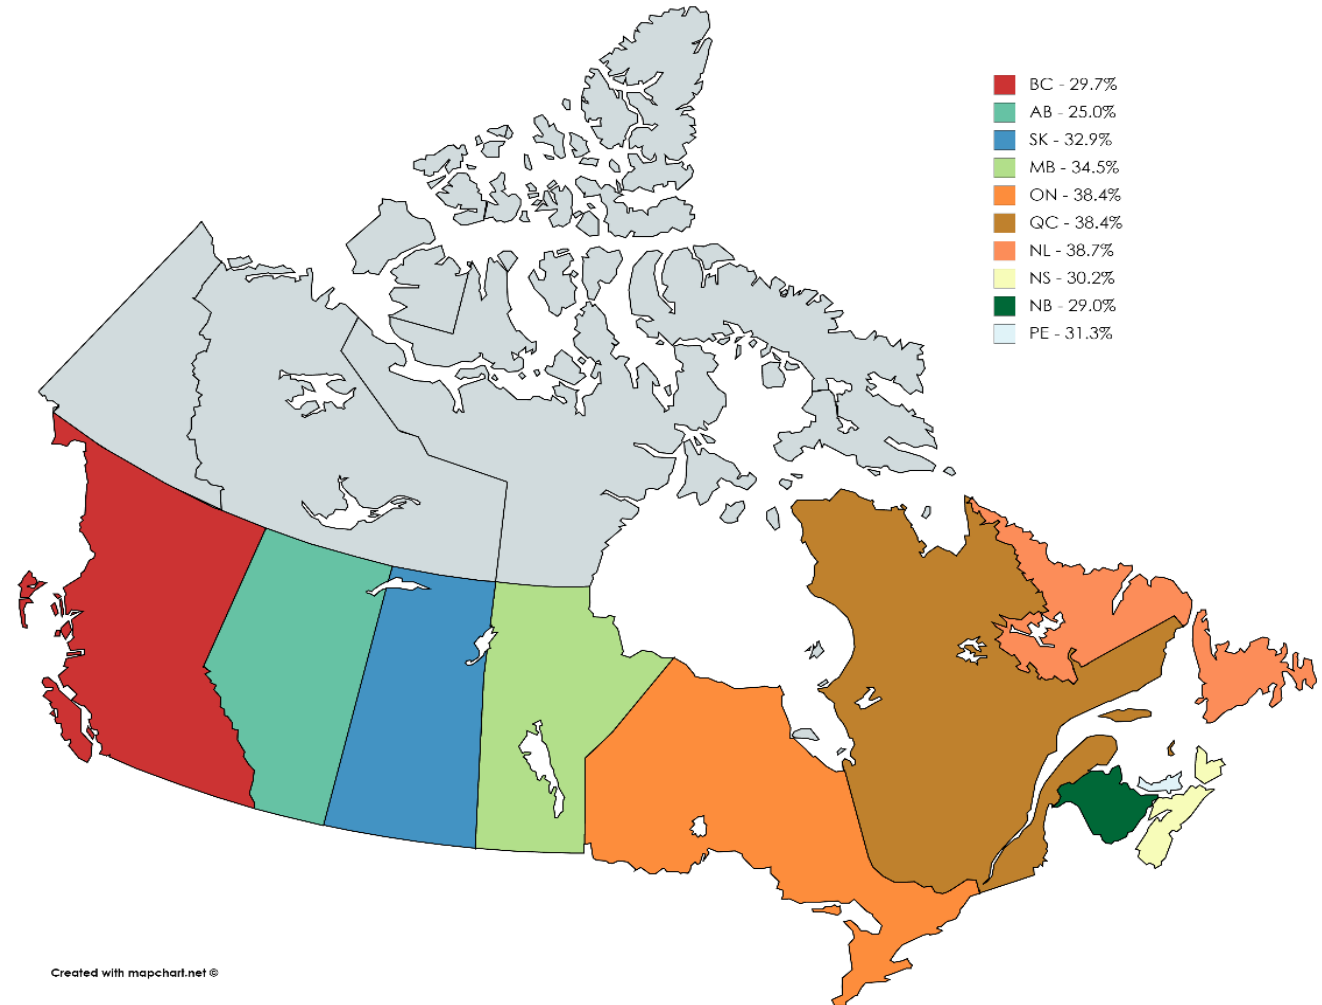 BC - 29.7%
AB - 25.0%
SK - 32.9%
MB - 34.5%
ON - 38.4%
QC - 38.4%
NL - 38.7%
NS - 30.2%
NB - 29.0%
PE - 31.3%
Created with mapchart.net ©